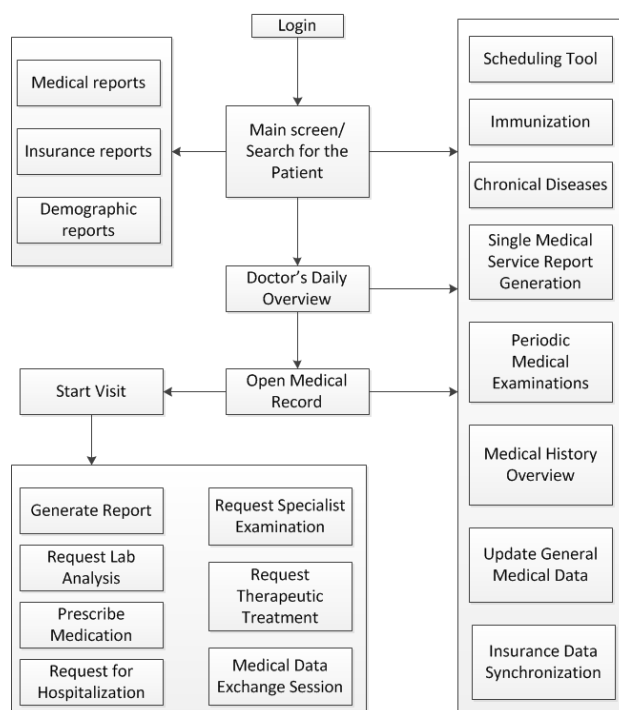 Login
Medical reports
Insurance reports
Demographic
reports
Main screen/
Search for the
Patient
Doctor's Daily
Overview
Open Medical
Record
Start Visit
Generate Report
Request Lab
Analysis
Prescribe
Medication
Request for
Hospitalization
Request Specialist
Examination
Request
Therapeutic
Treatment
Medical Data
Exchange Session
Scheduling Tool
Immunization
Chronical Diseases
Single Medical
Service Report
Generation
Periodic
Medical
Examinations
Medical History
Overview
Update General
Medical Data
Insurance Data
Synchronization